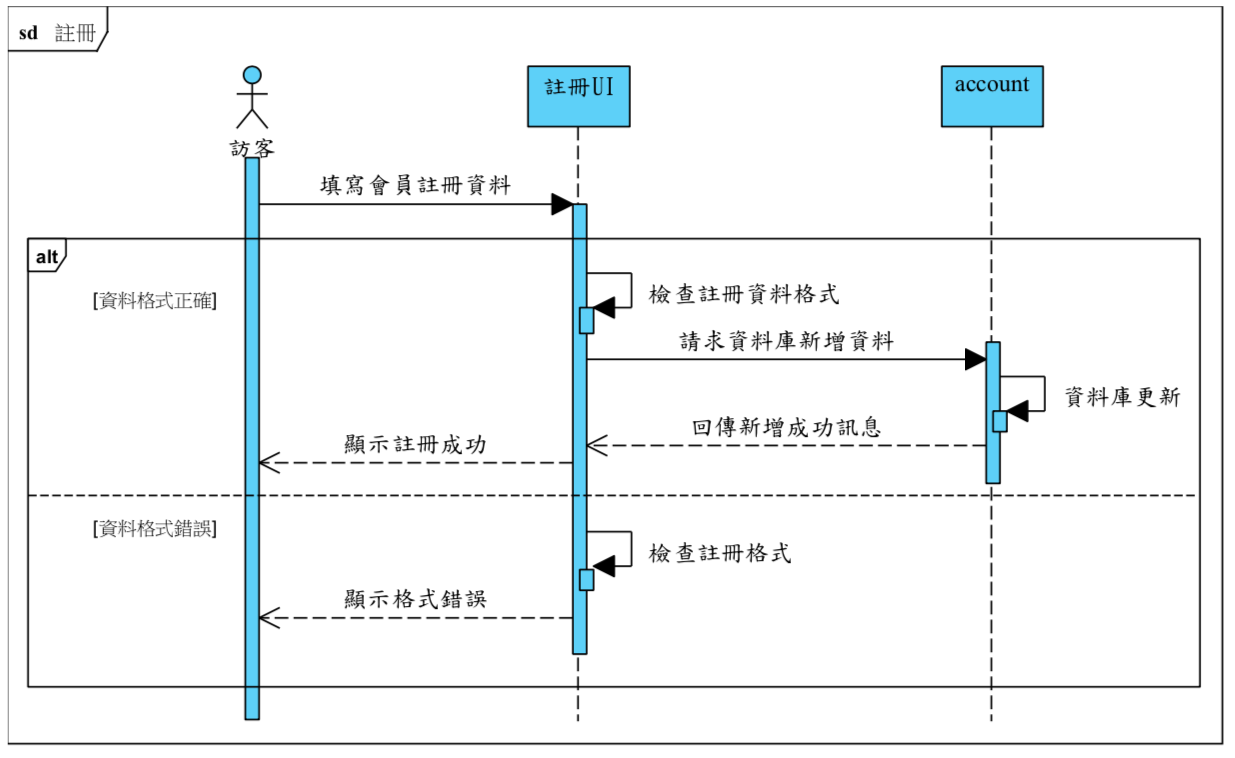 sd 註冊
訪客
註冊UI
account
填寫會員註冊資料
alt
[資料格式正確]
檢查註冊資料格式
請求資料庫新增資料
資料庫更新
回傳新增成功訊息
顯示註冊成功
[資料格式錯誤]
檢查註冊格式
顯示格式錯誤